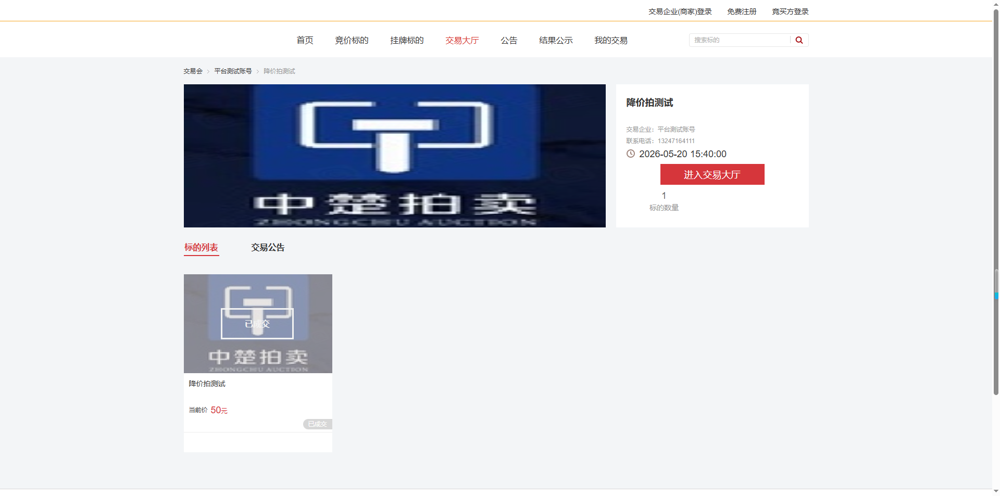 交易企业(商家)登录 免费注册 竞买方登录
首页 竞价标的 挂牌标的 交易大厅 公告 结果公示 我的交易 搜索标的
交易会 > 平台测试账号 > 降价拍测试
中楚拍卖
ZHONGCHU AUCTION
降价拍测试
交易企业：平台测试账号
联系电话：13247164111
2026-05-20 15:40:00
进入交易大厅
1
标的数量
标的列表 交易公告
已成交
中楚拍卖
ZHONGCHU AUCTION
降价拍测试
当前价 50元
已成交